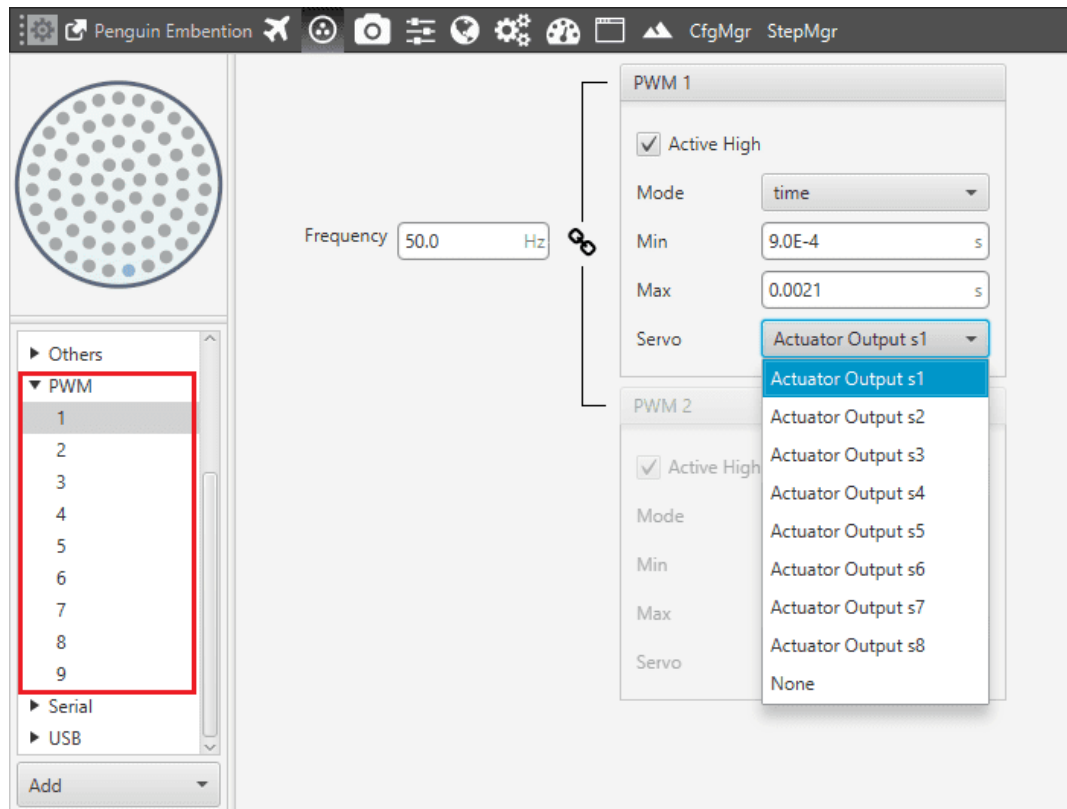 Penguin Embention CfgMgr StepMgr
Others
PWM
1
2
3
4
5
6
7
8
9
Serial
USB
Add
Frequency 50.0 Hz
PWM 1
Active High
Mode time
Min 9.0E-4 s
Max 0.0021 s
Servo Actuator Output s1
Actuator Output s1
Actuator Output s2
Actuator Output s3
Actuator Output s4
Actuator Output s5
Actuator Output s6
Actuator Output s7
Actuator Output s8
None
PWM 2
Active High
Mode
Min
Max
Servo